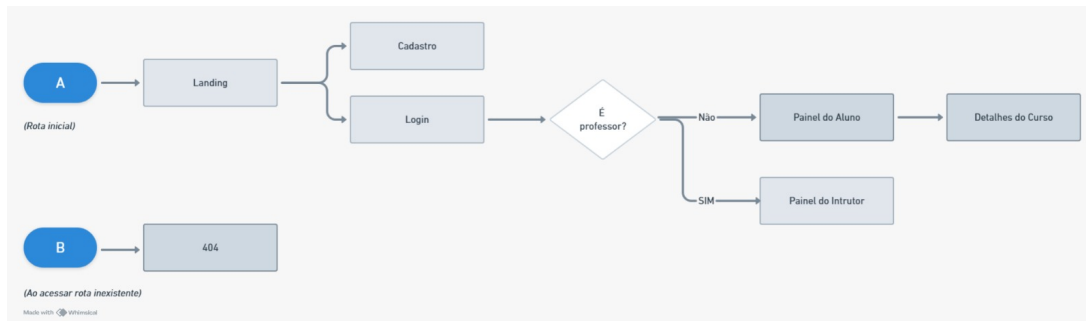 A
(Rota inicial)
Landing
Cadastro
Login
É
professor?
Não
Painel do Aluno
Detalhes do Curso
SIM
Painel do Intrutor
B
404
(Ao acessar rota inexistente)
Made with Whimsical